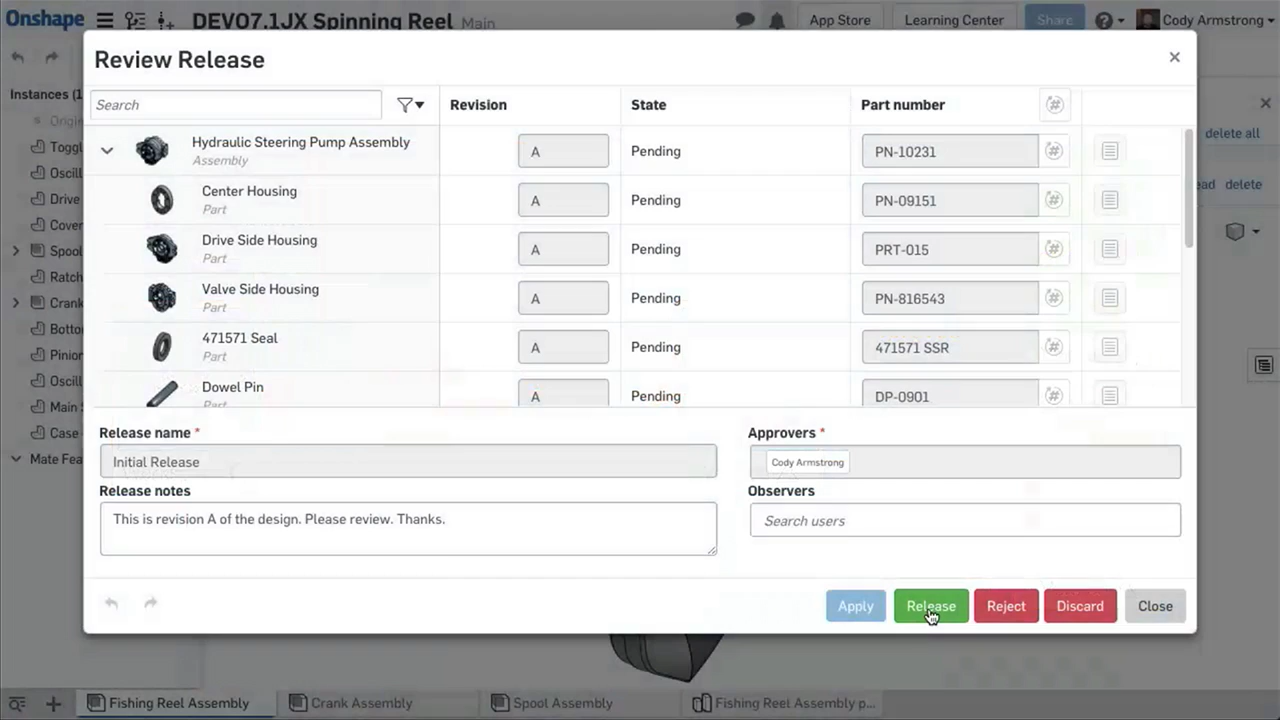 Onshape
DEVO7.1JX Spinning Reel Main
App Store
Learning Center
Share
Cody Armstrong
Instances (1
Origi
Toggl
Oscill
Drive
Cover
Spool
Ratch
Crank
Botto
Pinion
Oscill
Main S
Case
Mate Fea
delete all
ead delete
Review Release
Search
Revision
State
Part number
Hydraulic Steering Pump Assembly
Assembly
A
Pending
PN-10231
Center Housing
Part
A
Pending
PN-09151
Drive Side Housing
Part
A
Pending
PRT-015
Valve Side Housing
Part
A
Pending
PN-816543
471571 Seal
Part
A
Pending
471571 SSR
Dowel Pin
Part
A
Pending
DP-0901
Release name *
Initial Release
Approvers *
Cody Armstrong
Release notes
This is revision A of the design. Please review. Thanks.
Observers
Search users
Apply
Release
Reject
Discard
Close
Fishing Reel Assembly
Crank Assembly
Spool Assembly
Fishing Reel Assembly p...